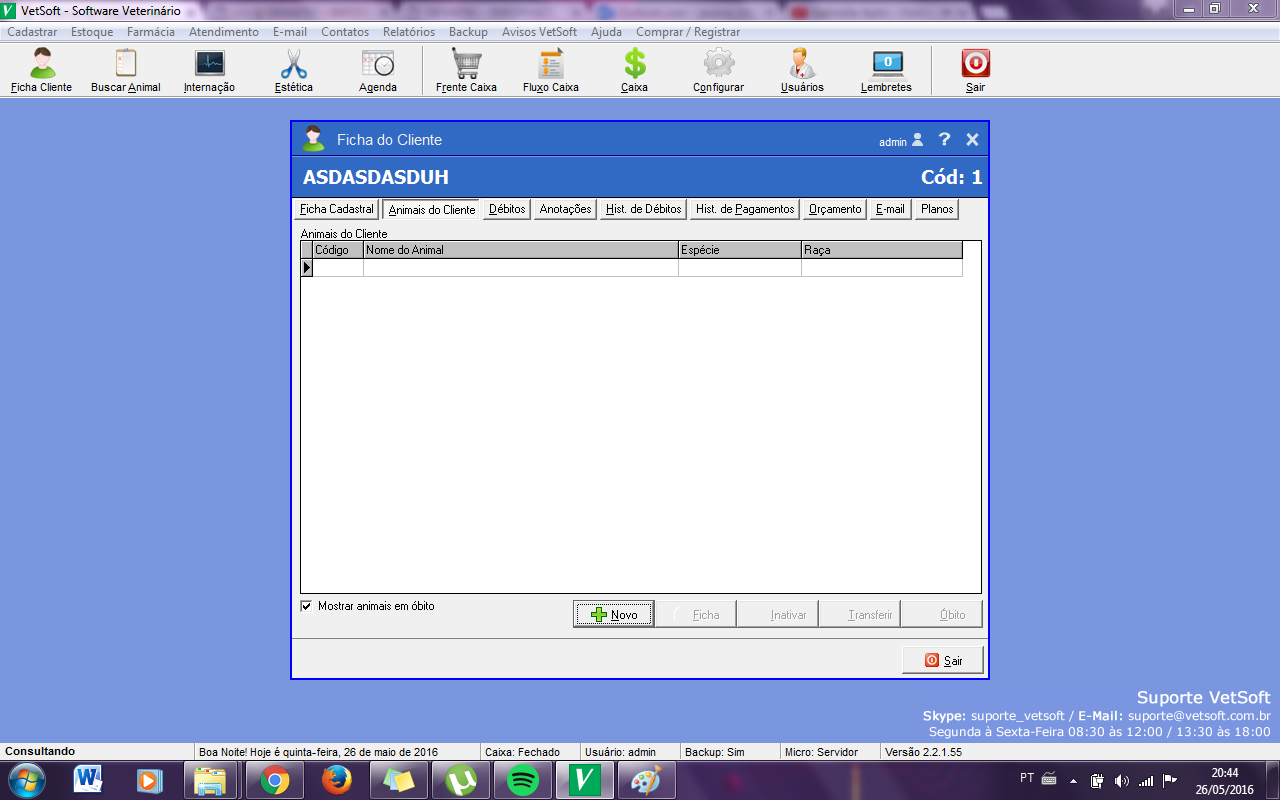 VetSoft - Software Veterinário
Cadastrar Estoque Farmácia Atendimento E-mail Contatos Relatórios Backup Avisos VetSoft Ajuda Comprar / Registrar
Ficha Cliente Buscar Animal Internação Estética Agenda Frente Caixa Fluxo Caixa Caixa Configurar Usuários Lembretes Sair
0
Ficha do Cliente admin ?
ASDASDASDUH Cód: 1
Ficha Cadastral Animais do Cliente Débitos Anotações Hist. de Débitos Hist. de Pagamentos Orçamento E-mail Planos
Animais do Cliente
Código Nome do Animal Espécie Raça
Mostrar animais em óbito Novo Ficha Inativar Transferir Óbito
Sair
Suporte VetSoft
Skype: suporte_vetsoft / E-Mail: suporte@vetsoft.com.br
Segunda à Sexta-Feira 08:30 às 12:00 / 13:30 às 18:00
Consultando Boa Noite! Hoje é quinta-feira, 26 de maio de 2016 Caixa: Fechado Usuário: admin Backup: Sim Micro: Servidor Versão 2.2.1.55
PT 20:44
26/05/2016